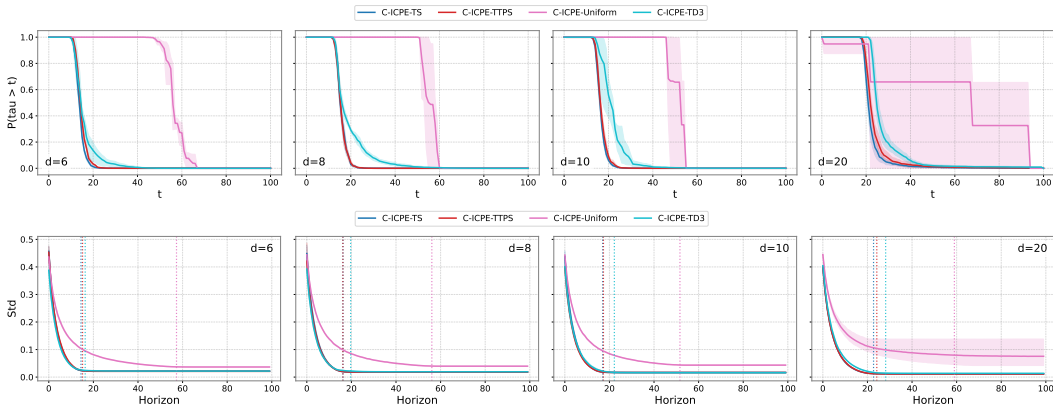 C-ICPE-TS C-ICPE-TTPS C-ICPE-Uniform C-ICPE-TD3
P(tau > t)
1.0
0.8
0.6
0.4
0.2
0.0
d=6 d=8 d=10 d=20
0 20 40 60 80 100 0 20 40 60 80 100 0 20 40 60 80 100 0 20 40 60 80 100
t t t t
C-ICPE-TS C-ICPE-TTPS C-ICPE-Uniform C-ICPE-TD3
Std
0.5
0.4
0.3
0.2
0.1
0.0
d=6 d=8 d=10 d=20
0 20 40 60 80 100 0 20 40 60 80 100 0 20 40 60 80 100 0 20 40 60 80 100
Horizon Horizon Horizon Horizon